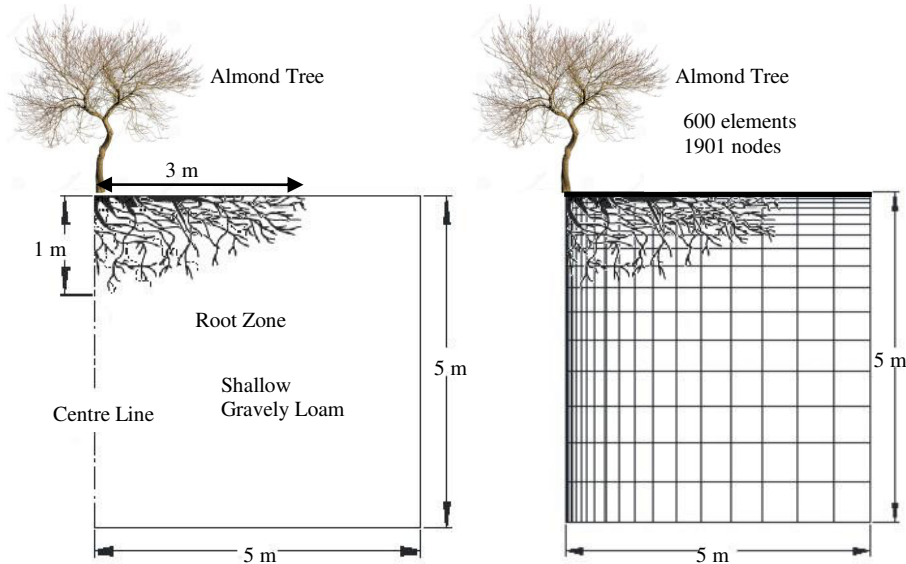 Almond Tree
3 m
1 m
Root Zone
Shallow
Gravely Loam
Centre Line
5 m
5 m
Almond Tree
600 elements
1901 nodes
5 m
5 m